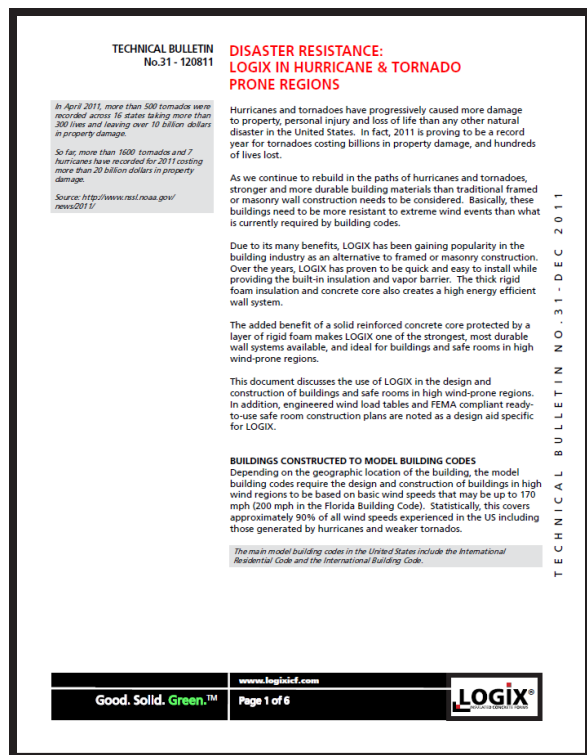 TECHNICAL BULLETIN
No.31 - 120811
DISASTER RESISTANCE:
LOGIX IN HURRICANE & TORNADO
PRONE REGIONS
In April 2011, more than 500 tornados were
recorded across 16 states taking more than
300 lives and leaving over 10 billion dollars
in property damage.
So far, more than 1600 tornados and 7
hurricanes have recorded for 2011 costing
more than 20 billion dollars in property
damage.
Source: http://www.nssl.noaa.gov/
news/2011/
Hurricanes and tornadoes have progressively caused more damage
to property, personal injury and loss of life than any other natural
disaster in the United States. In fact, 2011 is proving to be a record
year for tornadoes costing billions in property damage, and hundreds
of lives lost.
As we continue to rebuild in the paths of hurricanes and tornadoes,
stronger and more durable building materials than traditional framed
or masonry wall construction needs to be considered. Basically, these
buildings need to be more resistant to extreme wind events than what
is currently required by building codes.
Due to its many benefits, LOGIX has been gaining popularity in the
building industry as an alternative to framed or masonry construction.
Over the years, LOGIX has proven to be quick and easy to install while
providing the built-in insulation and vapor barrier. The thick rigid
foam insulation and concrete core also creates a high energy efficient
wall system.
The added benefit of a solid reinforced concrete core protected by a
layer of rigid foam makes LOGIX one of the strongest, most durable
wall systems available, and ideal for buildings and safe rooms in high
wind-prone regions.
This document discusses the use of LOGIX in the design and
construction of buildings and safe rooms in high wind-prone regions.
In addition, engineered wind load tables and FEMA compliant ready-
to-use safe room construction plans are noted as a design aid specific
for LOGIX.
BUILDINGS CONSTRUCTED TO MODEL BUILDING CODES
Depending on the geographic location of the building, the model
building codes require the design and construction of buildings in high
wind regions to be based on basic wind speeds that may be up to 170
mph (200 mph in the Florida Building Code). Statistically, this covers
approximately 90% of all wind speeds experienced in the US including
those generated by hurricanes and weaker tornados.
The main model building codes in the United States include the International
Residential Code and the International Building Code.
TECHNICAL BULLETIN NO.31-DEC 2011
www.logixicf.com
Good. Solid. Green.™
Page 1 of 6
LOGIX®
INSULATED CONCRETE FORMS